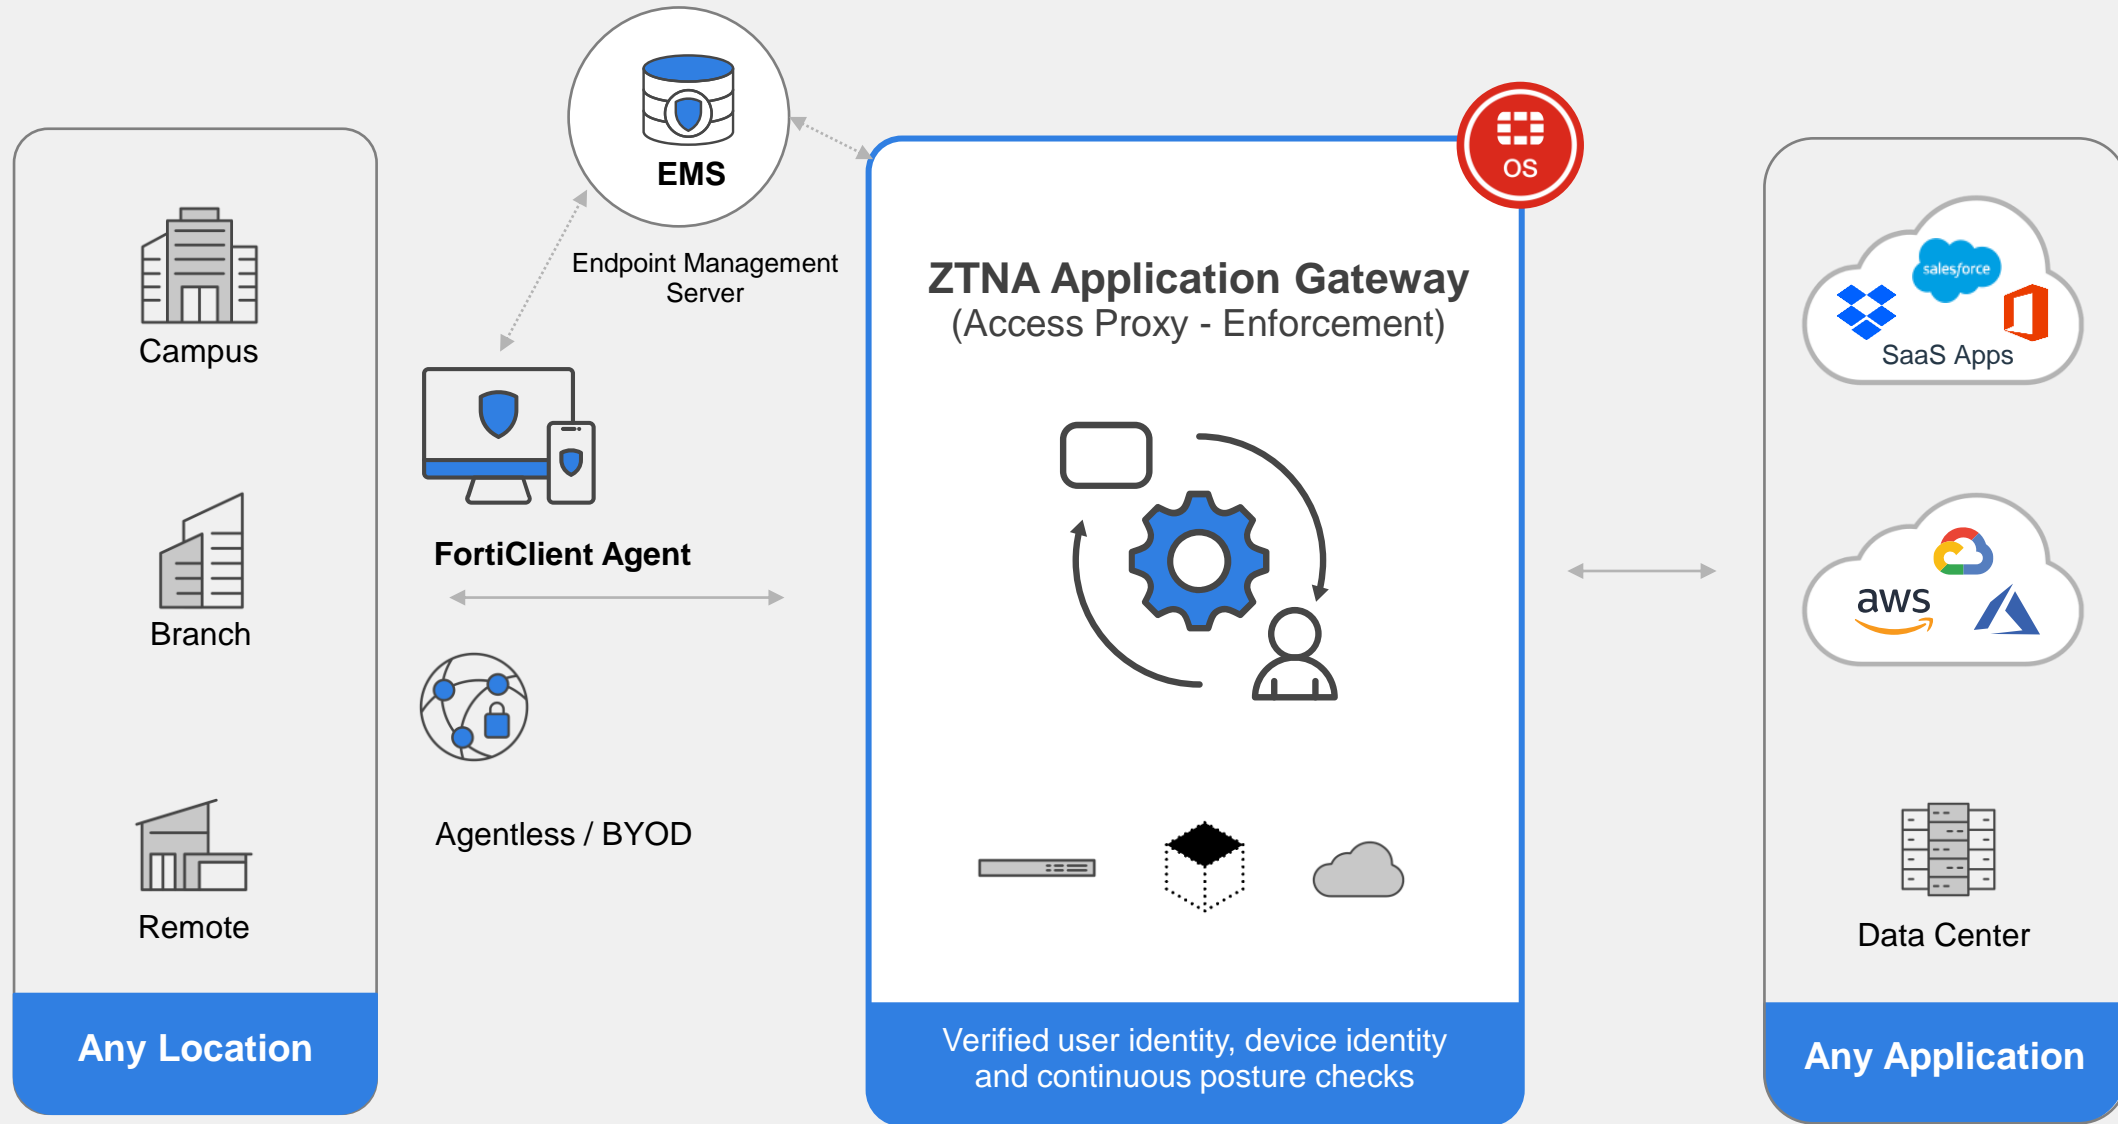 EMS
Endpoint Management
Server
Campus
Branch
Remote
Any Location
FortiClient Agent
Agentless / BYOD
OS
ZTNA Application Gateway
(Access Proxy - Enforcement)
Verified user identity, device identity
and continuous posture checks
salesforce
SaaS Apps
aws
Data Center
Any Application